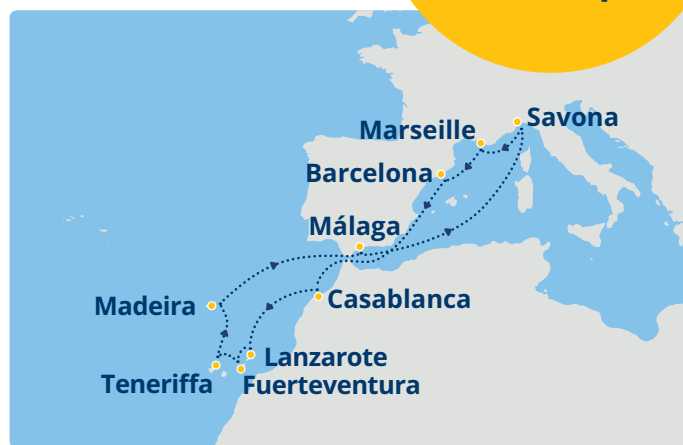 Savona
Marseille
Barcelona
Málaga
Madeira
Casablanca
Lanzarote
Teneriffa
Fuerteventura